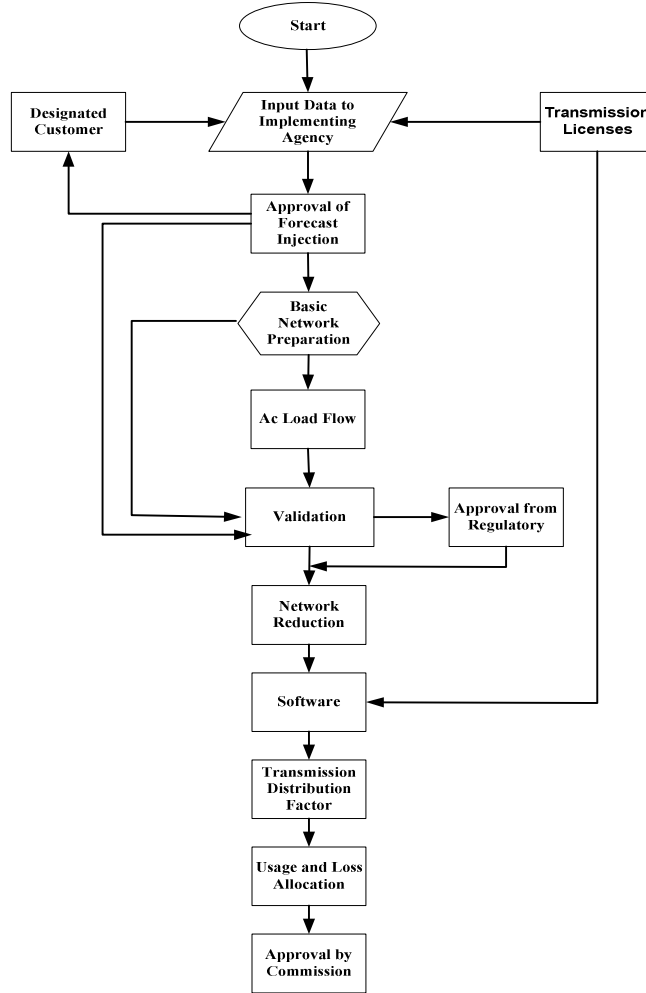 Start
Designated
Customer
Input Data to
Implementing
Agency
Transmission
Licenses
Approval of
Forecast
Injection
Basic
Network
Preparation
Ac Load Flow
Validation
Approval from
Regulatory
Network
Reduction
Software
Transmission
Distribution
Factor
Usage and Loss
Allocation
Approval by
Commission